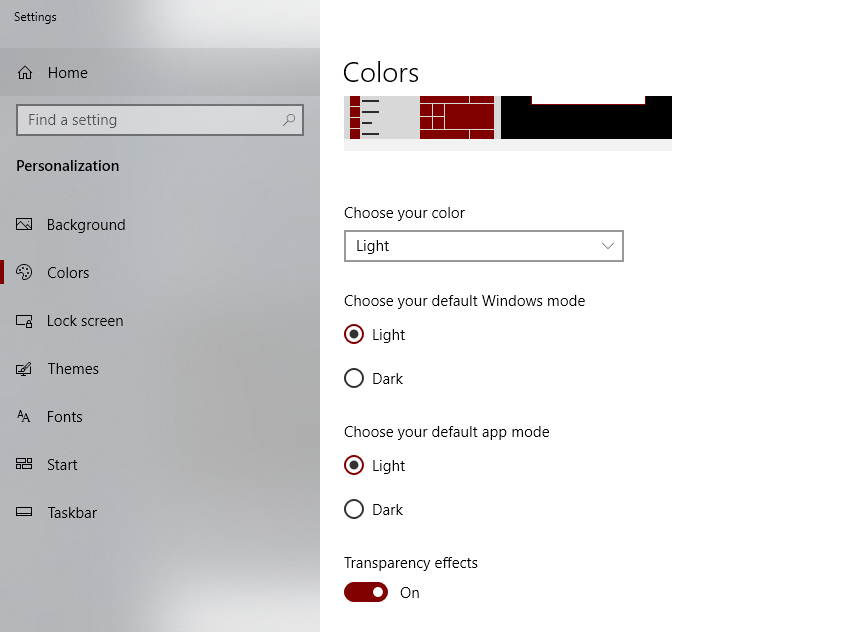 Settings
Home
Find a setting
Personalization
Background
Colors
Lock screen
Themes
Fonts
Start
Taskbar
Colors
Choose your color
Light
Choose your default Windows mode
Light
Dark
Choose your default app mode
Light
Dark
Transparency effects
On